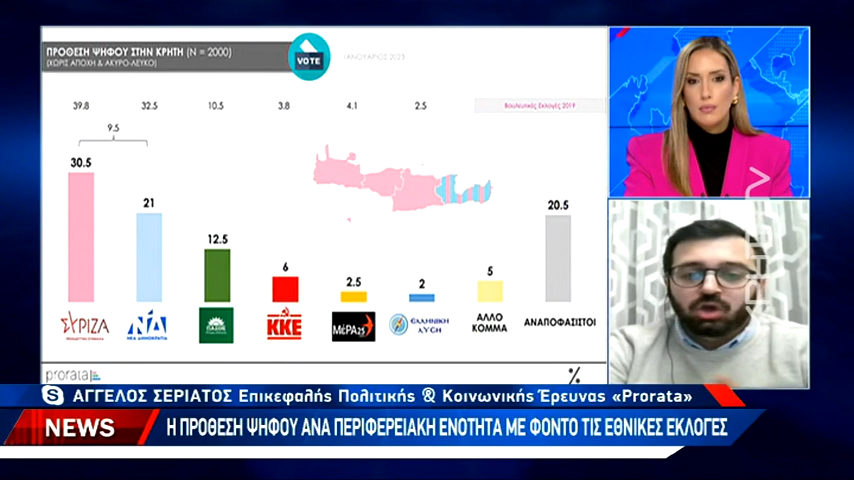 ΠΡΟΘΕΣΗ ΨΗΦΟΥ ΣΤΗΝ ΚΡΗΤΗ (N = 2000)
(ΧΩΡΙΣ ΑΠΟΧΗ & ΑΚΥΡΟ-ΛΕΥΚΟ)
VOTE
ΙΑΝΟΥΑΡΙΟΣ 2023
39.8 32.5 10.5 3.8 4.1 2.5 Βουλευτικές Εκλογές 2019
9.5
30.5 21 12.5 6 2.5 2 5 20.5
ΣΥΡΙΖΑ ΝΔ ΝΕΑ ΔΗΜΟΚΡΑΤΙΑ ΠΑΣΟΚ ΚΚΕ ΜέΡΑ25 ΕΛΛΗΝΙΚΗ ΛΥΣΗ ΑΛΛΟ ΚΟΜΜΑ ΑΝΑΠΟΦΑΣΙΣΤΟΙ
prorata
%
ΑΓΓΕΛΟΣ ΣΕΡΙΑΤΟΣ Επικεφαλής Πολιτικής & Κοινωνικής Έρευνας «Prorata»
NEWS Η ΠΡΟΘΕΣΗ ΨΗΦΟΥ ΑΝΑ ΠΕΡΙΦΕΡΕΙΑΚΗ ΕΝΟΤΗΤΑ ΜΕ ΦΟΝΤΟ ΤΙΣ ΕΘΝΙΚΕΣ ΕΚΛΟΓΕΣ